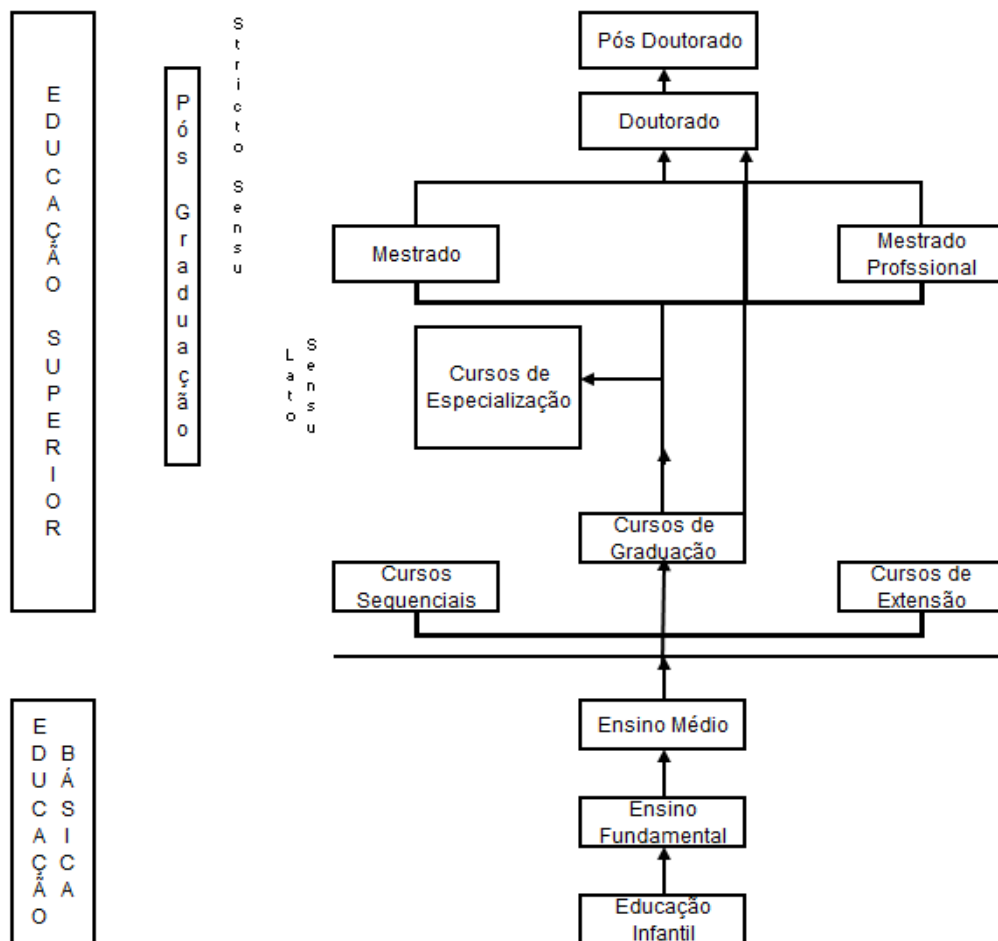 EDUCAÇÃO SUPERIOR
Pós Graduação
Stricto Sensu
Lato
Sensu
Pós Doutorado
Doutorado
Mestrado
Mestrado
Profssional
Cursos de
Especialização
Cursos de
Graduação
Cursos
Sequenciais
Cursos de
Extensão
EDUCAÇÃO
BÁSICA
Ensino Médio
Ensino
Fundamental
Educação
Infantil